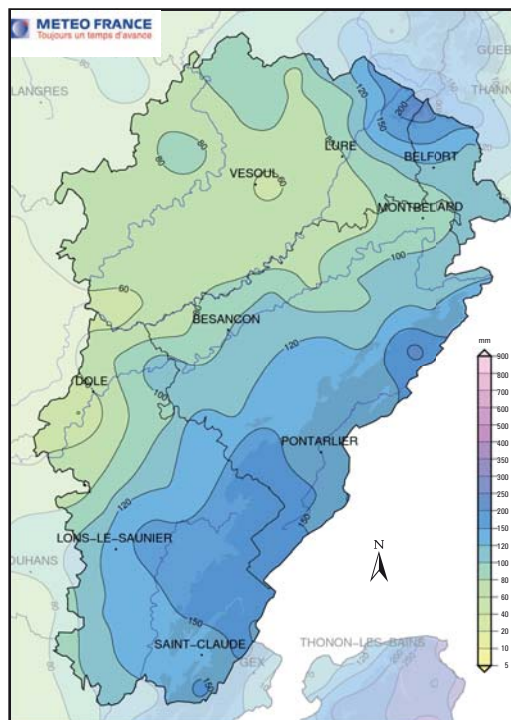 METEO FRANCE
Toujours un temps d'avance
GUEB
LANGRES
80
120
150
200
THANN
LURE
80
BELFORT
80
VESOUL
60
MONTBELARD
100
60
BESANCON
120
DOLE
100
mm
900
800
700
600
500
400
350
300
250
200
150
120
100
80
60
40
20
10
5
PONTARLIER
120
150
LONS-LE-SAUNIER
OUHANS
N
150
SAINT-CLAUDE
THONON-LES-BAINS
GEX
150